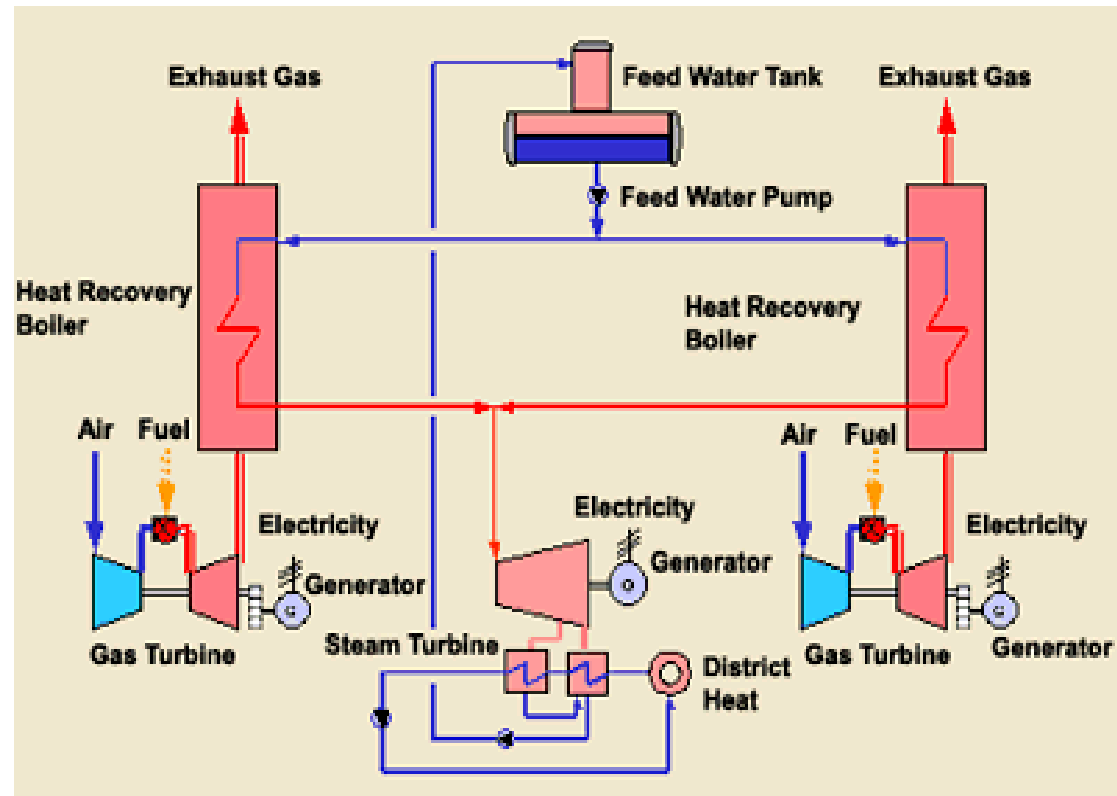 Exhaust Gas
Feed Water Tank
Exhaust Gas
Feed Water Pump
Heat Recovery
Boiler
Heat Recovery
Boiler
Air
Fuel
Air
Fuel
Electricity
Generator
G
Gas Turbine
Electricity
Generator
G
Steam Turbine
District
Heat
Electricity
Generator
G
Gas Turbine